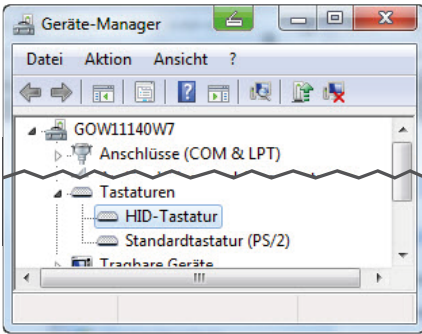 Geräte-Manager
Datei Aktion Ansicht ?
GOW11140W7
Anschlüsse (COM & LPT)
Tastaturen
HID-Tastatur
Standardtastatur (PS/2)
Tragbare Geräte